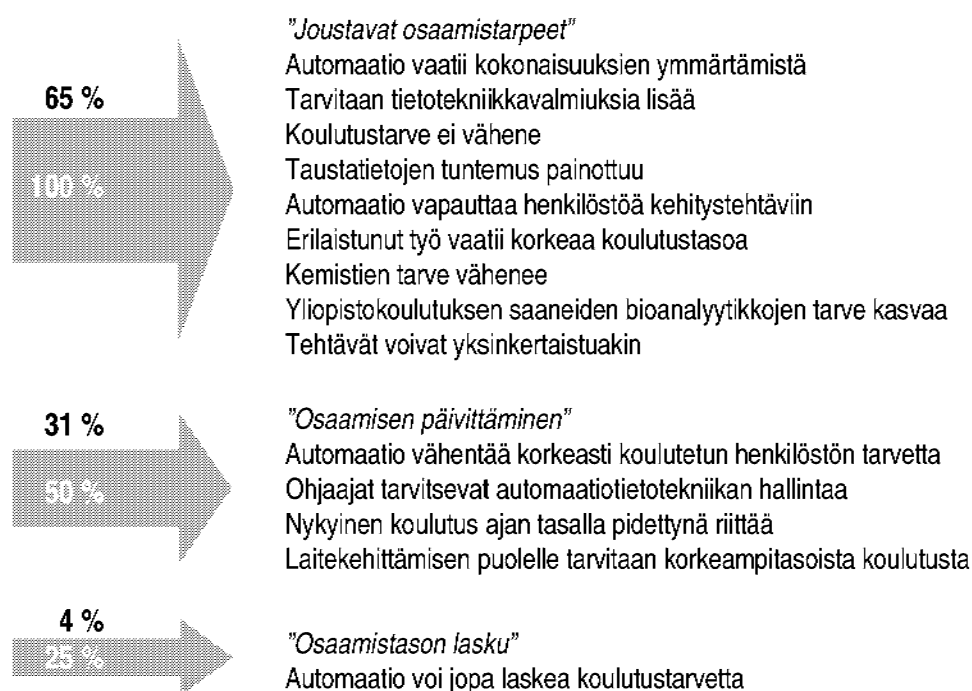 "Joustavat osaamistarpeet"
Automaatio vaatii kokonaisuuksien ymmärtämistä
65 %
Tarvitaan tietotekniikkavalmiuksia lisää
Koulutustarve ei vähene
100 %
Taustatietojen tuntemus painottuu
Automaatio vapauttaa henkilöstöä kehitystehtäviin
Erilaistunut työ vaatii korkeaa koulutustasoa
Kemistien tarve vähenee
Yliopistokoulutuksen saaneiden bioanalyytikkojen tarve kasvaa
Tehtävät voivat yksinkertaistuakin
31 %
"Osaamisen päivittäminen"
Automaatio vähentää korkeasti koulutetun henkilöstön tarvetta
50 %
Ohjaajat tarvitsevat automaatiotietotekniikan hallintaa
Nykyinen koulutus ajan tasalla pidettynä riittää
Laitekehittämisen puolelle tarvitaan korkeampitasoista koulutusta
4 %
25 %
"Osaamistason lasku"
Automaatio voi jopa laskea koulutustarvetta